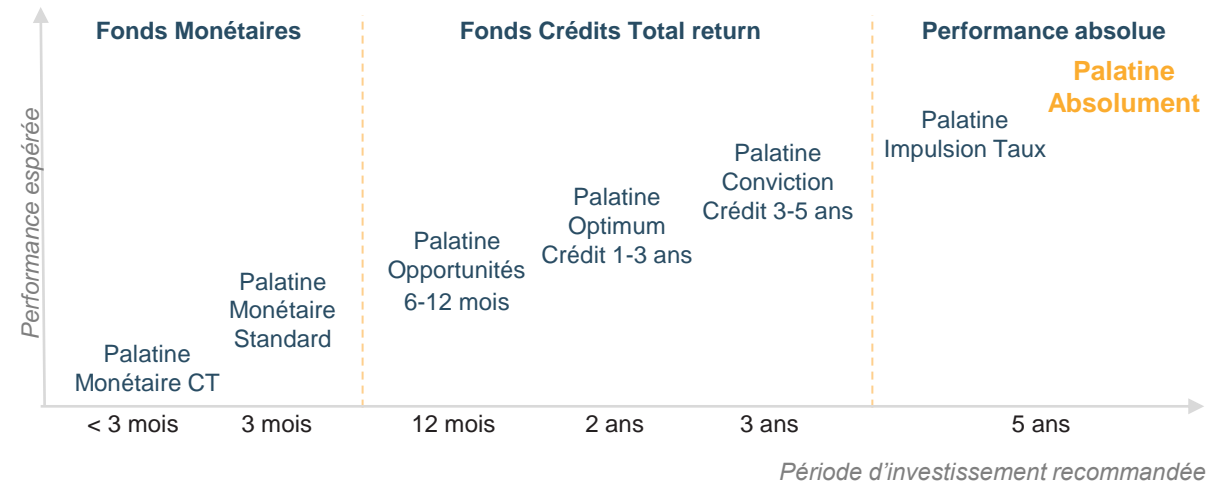 Fonds Monétaires
Fonds Crédits Total return
Performance absolue
Performance espérée
Palatine
Monétaire CT
Palatine
Monétaire
Standard
Palatine
Opportunités
6-12 mois
Palatine
Optimum
Crédit 1-3 ans
Palatine
Conviction
Crédit 3-5 ans
Palatine
Impulsion Taux
Palatine
Absolument
< 3 mois
3 mois
12 mois
2 ans
3 ans
5 ans
Période d’investissement recommandée